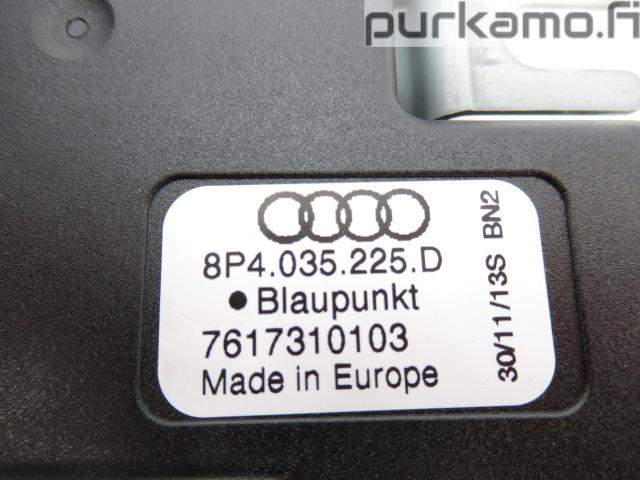 purkamo.fi
8P4.035.225.D
• Blaupunkt
7617310103
Made in Europe
30/11/13S BN2